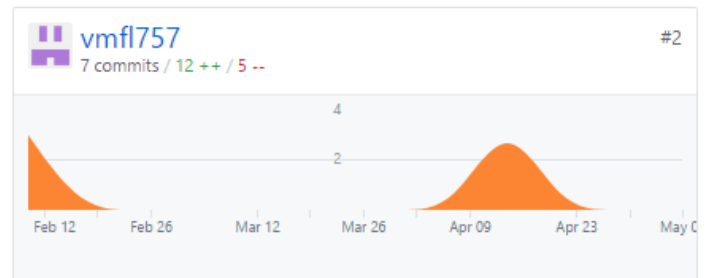 vmfl757
#2
7 commits / 12 ++ / 5 --
4
2
Feb 12 Feb 26 Mar 12 Mar 26 Apr 09 Apr 23 May